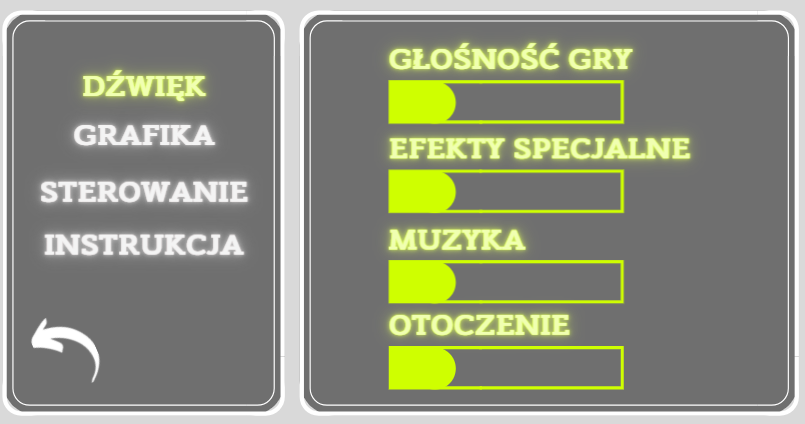 DŹWIĘK
GRAFIKA
STEROWANIE
INSTRUKCJA
GŁOŚNOŚĆ GRY
EFEKTY SPECJALNE
MUZYKA
OTOCZENIE